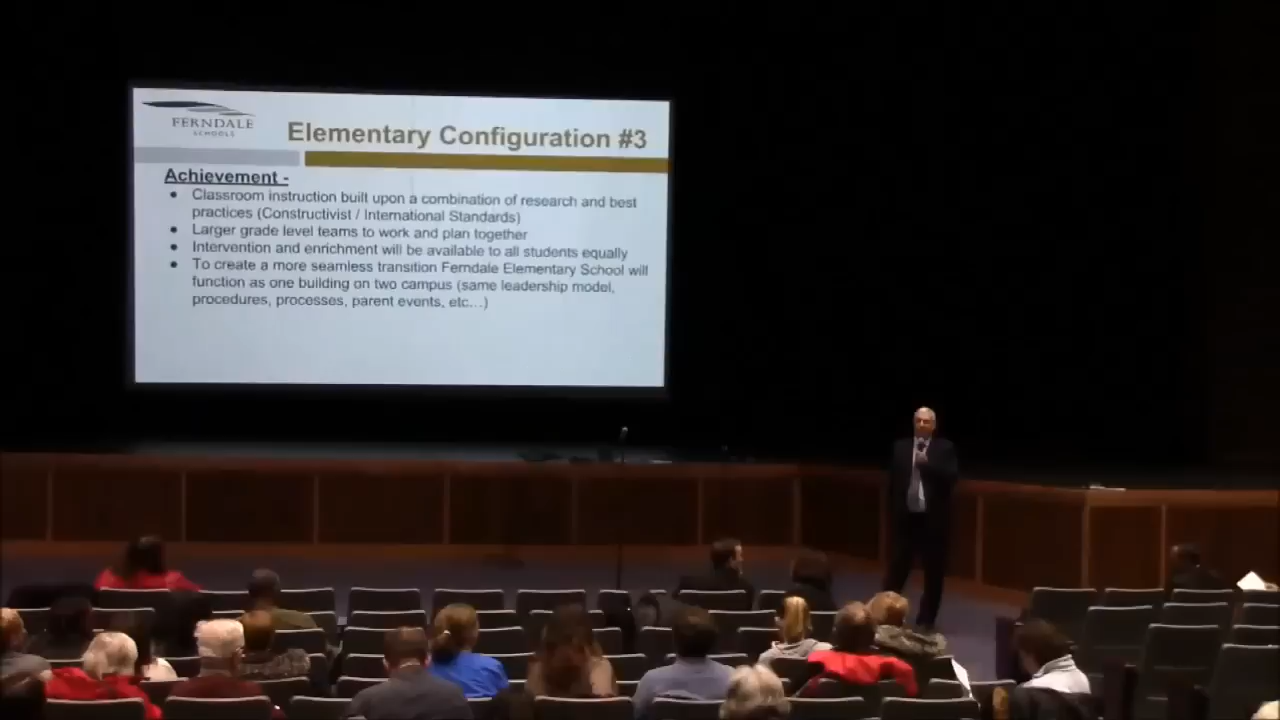 FERNDALE
SCHOOLS
Elementary Configuration #3
Achievement -
● Classroom instruction built upon a combination of research and best
practices (Constructivist / International Standards)
● Larger grade level teams to work and plan together
● Intervention and enrichment will be available to all students equally
● To create a more seamless transition Ferndale Elementary School will
function as one building on two campus (same leadership model,
procedures, processes, parent events, etc...)